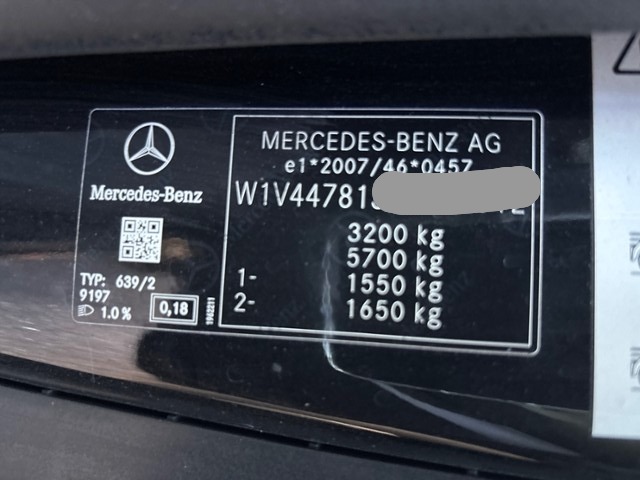 MERCEDES-BENZ AG
e1*2007/46*0457
Mercedes-Benz
W1V44781
3200 kg
5700 kg
1- 1550 kg
2- 1650 kg
TYP: 639/2
9197
1.0% 0,18
1962211